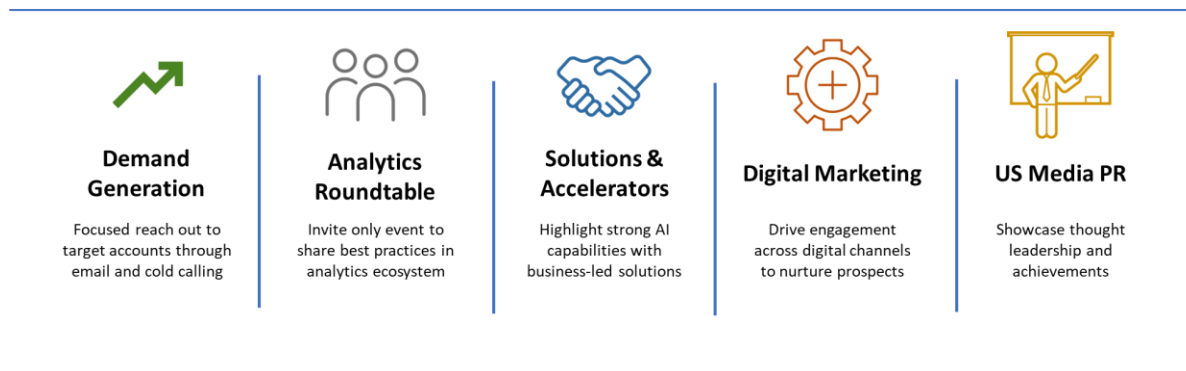 Demand
Generation
Focused reach out to
target accounts through
email and cold calling
Analytics
Roundtable
Invite only event to
share best practices in
analytics ecosystem
Solutions &
Accelerators
Highlight strong AI
capabilities with
business-led solutions
Digital Marketing
Drive engagement
across digital channels
to nurture prospects
US Media PR
Showcase thought
leadership and
achievements